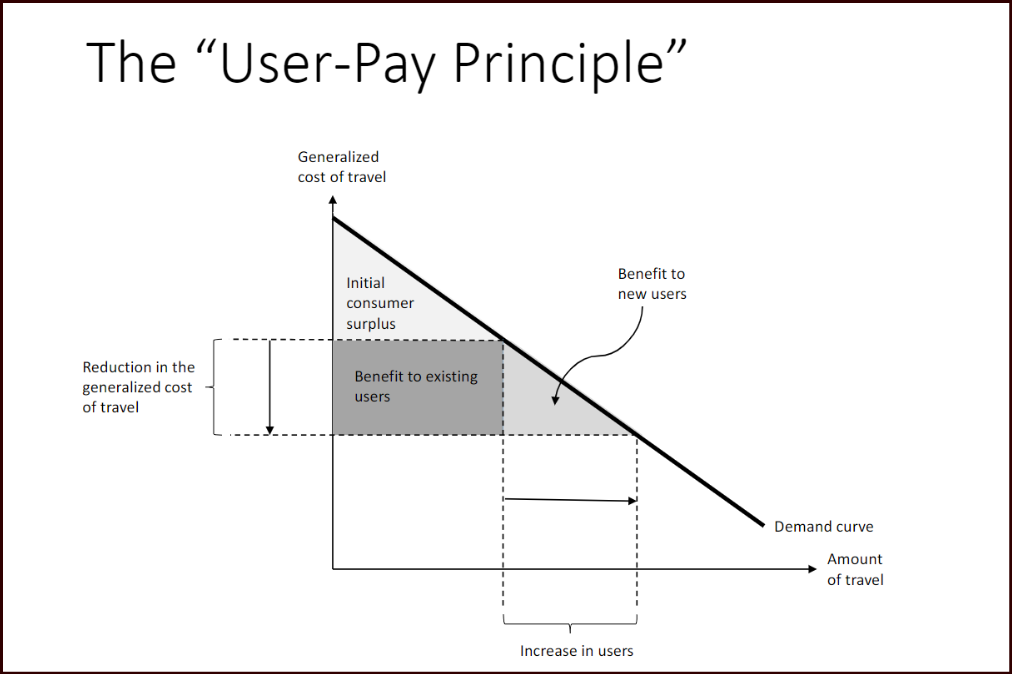 The “User-Pay Principle”
Generalized
cost of travel
Initial
consumer
surplus
Benefit to
new users
Reduction in the
generalized cost
of travel
Benefit to existing
users
Demand curve
Amount
of travel
Increase in users